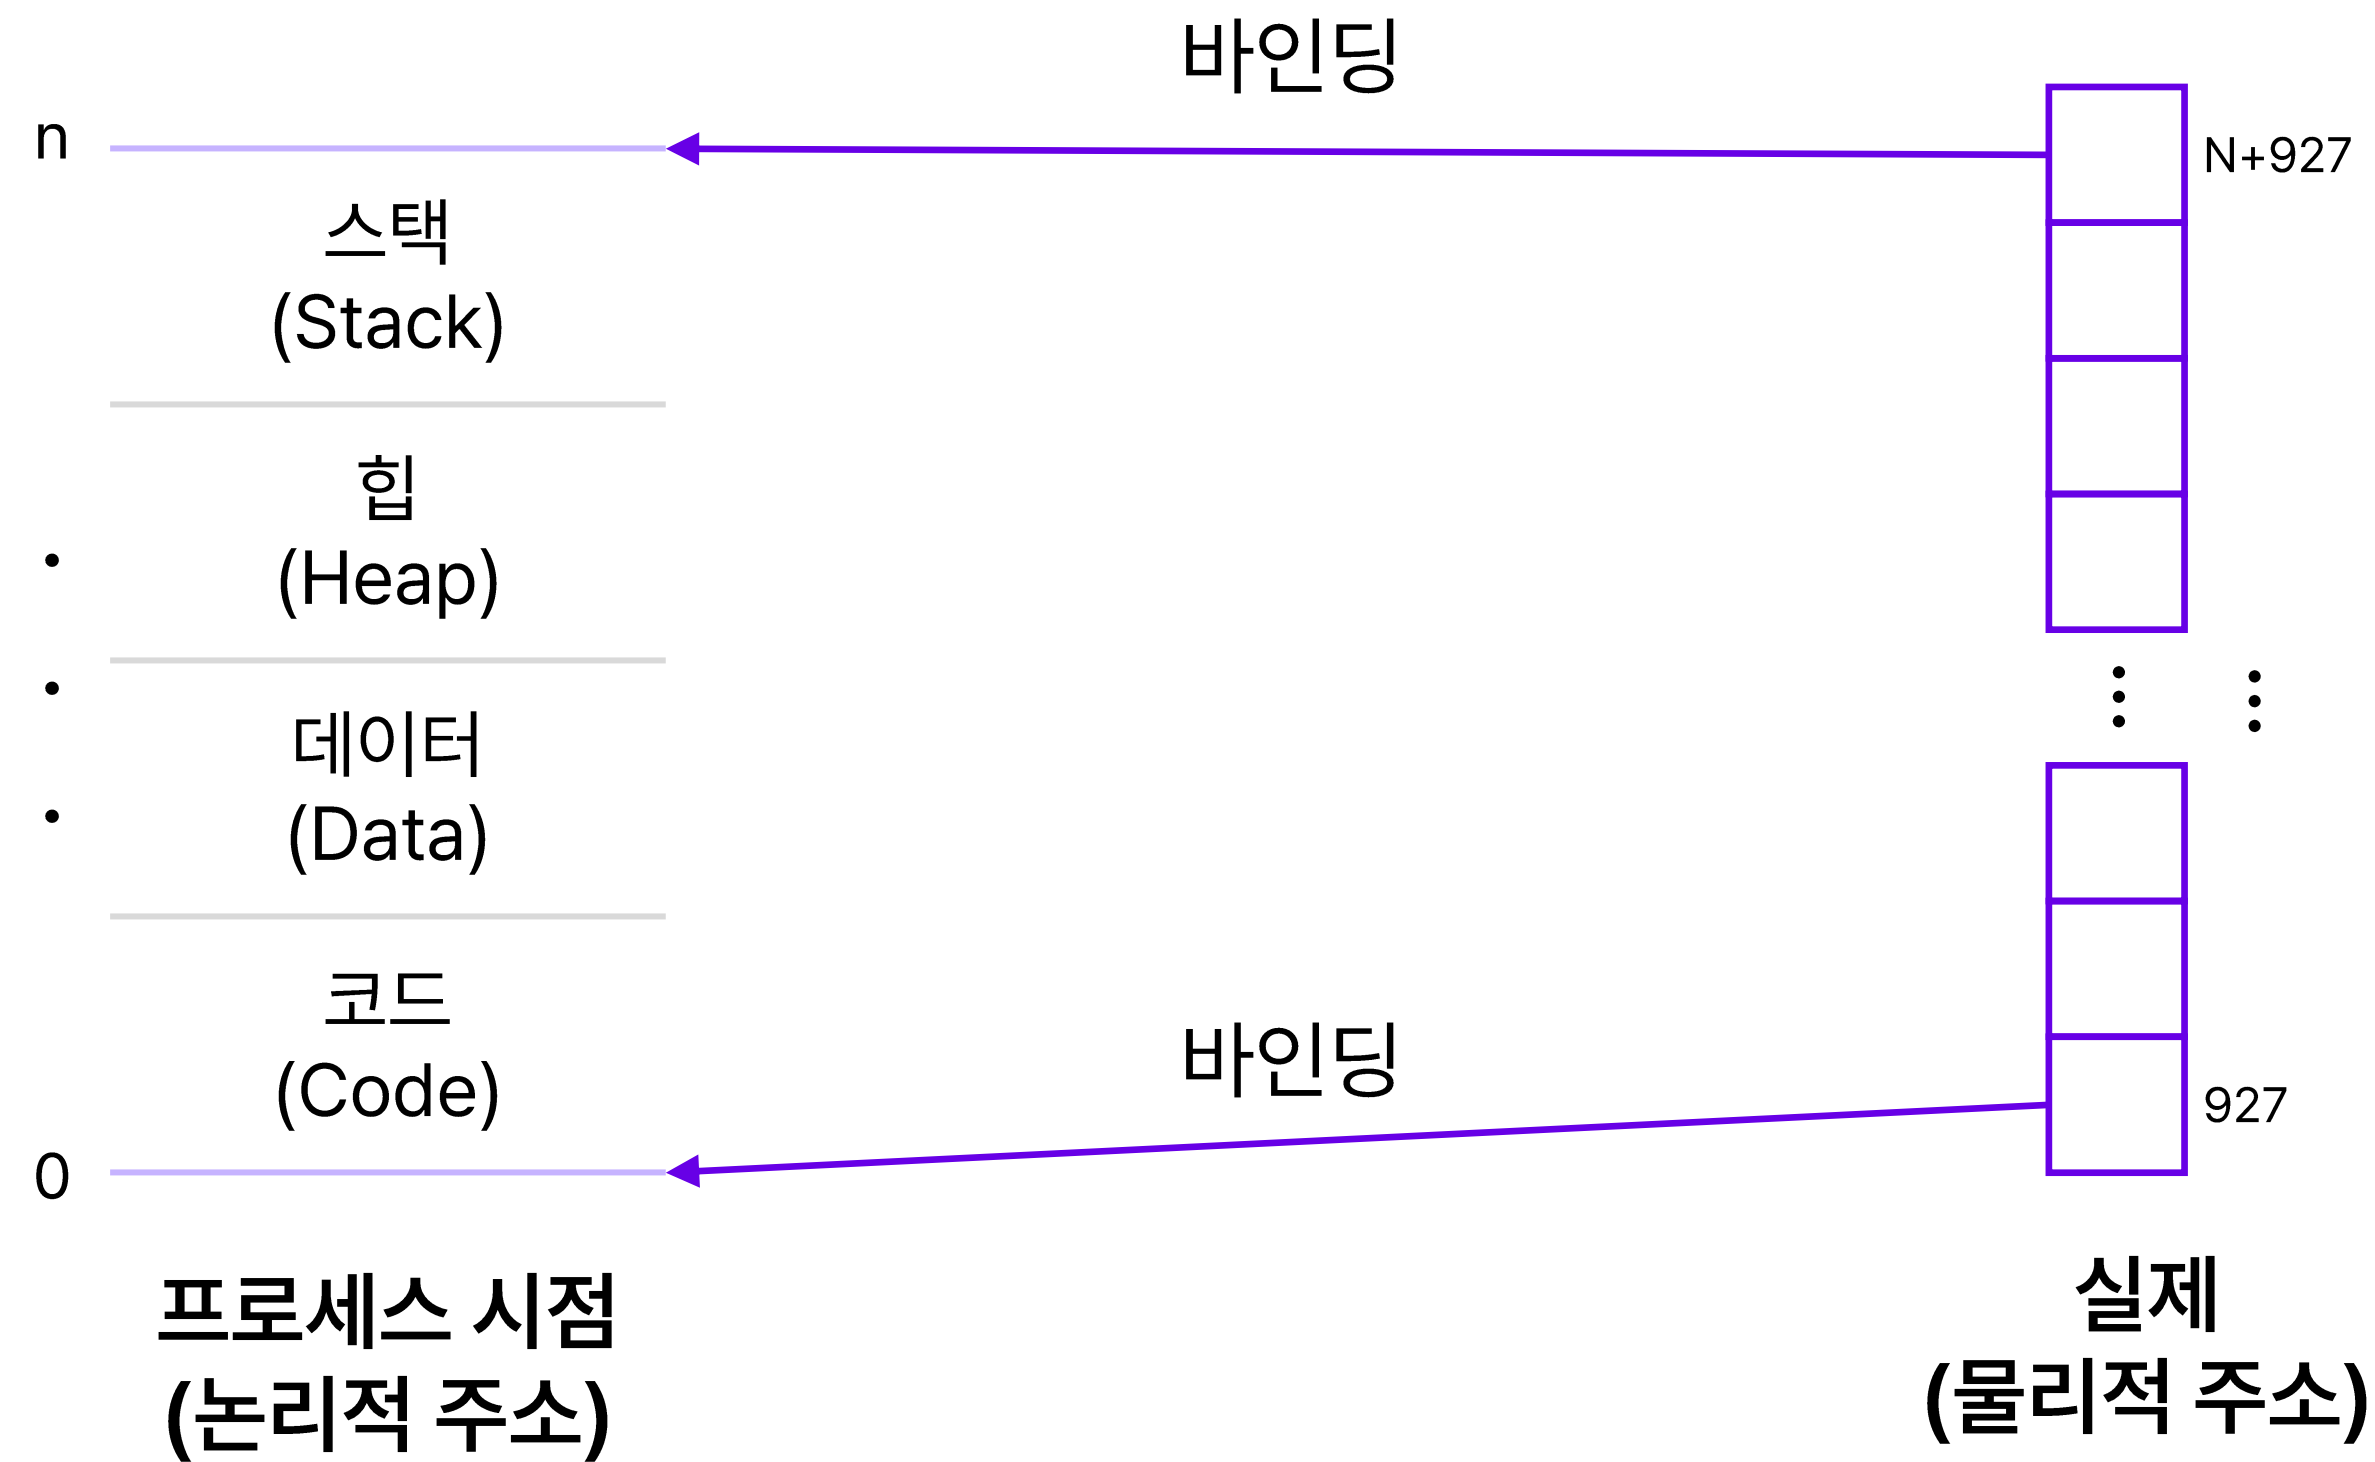 바인딩
n
N+927
스택
(Stack)
힙
(Heap)
데이터
(Data)
코드
(Code)
바인딩
927
0
프로세스 시점
(논리적 주소)
실제
(물리적 주소)